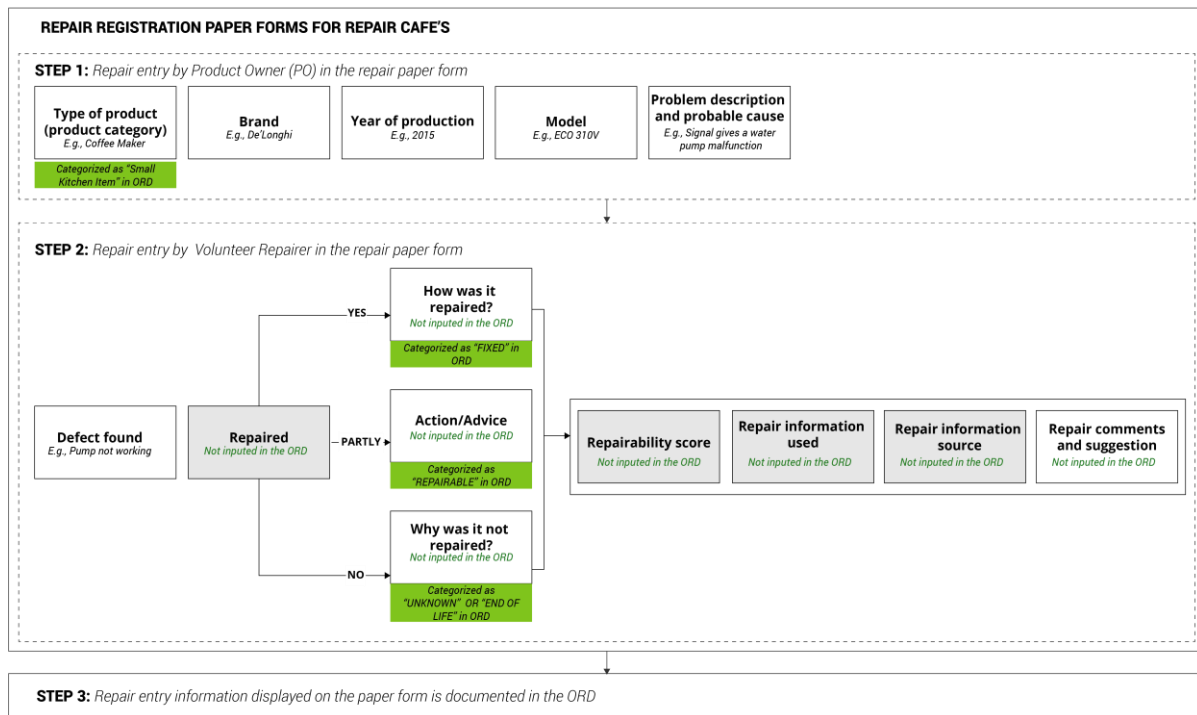 REPAIR REGISTRATION PAPER FORMS FOR REPAIR CAFE'S
STEP 1: Repair entry by Product Owner (PO) in the repair paper form
Type of product
(product category)
E.g., Coffee Maker
Categorized as "Small
Kitchen Item" in ORD
Brand
E.g., De'Longhi
Year of production
E.g., 2015
Model
E.g., ECO 310V
Problem description
and probable cause
E.g., Signal gives a water
pump malfunction
STEP 2: Repair entry by Volunteer Repairer in the repair paper form
Defect found
E.g., Pump not working
Repaired
Not inputed in the ORD
YES
How was it
repaired?
Not inputed in the ORD
Categorized as "FIXED" in
ORD
PARTLY
Action/Advice
Not inputed in the ORD
Categorized as
"REPAIRABLE" in ORD
NO
Why was it not
repaired?
Not inputed in the ORD
Categorized as
"UNKNOWN" OR "END OF
LIFE" in ORD
Repairability score
Not inputed in the ORD
Repair information
used
Not inputed in the ORD
Repair information
source
Not inputed in the ORD
Repair comments
and suggestion
Not inputed in the ORD
STEP 3: Repair entry information displayed on the paper form is documented in the ORD